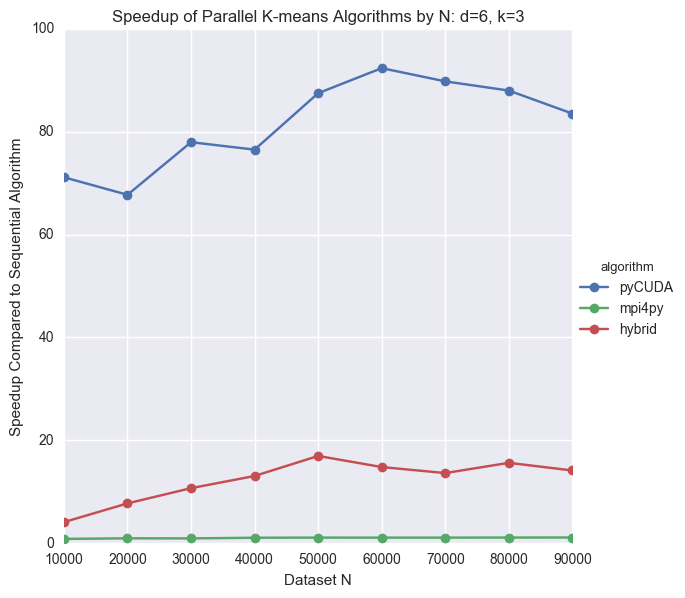 Speedup of Parallel K-means Algorithms by N: d=6, k=3
Speedup Compared to Sequential Algorithm
100
80
60
40
20
0
10000 20000 30000 40000 50000 60000 70000 80000 90000
Dataset N
algorithm
pyCUDA
mpi4py
hybrid